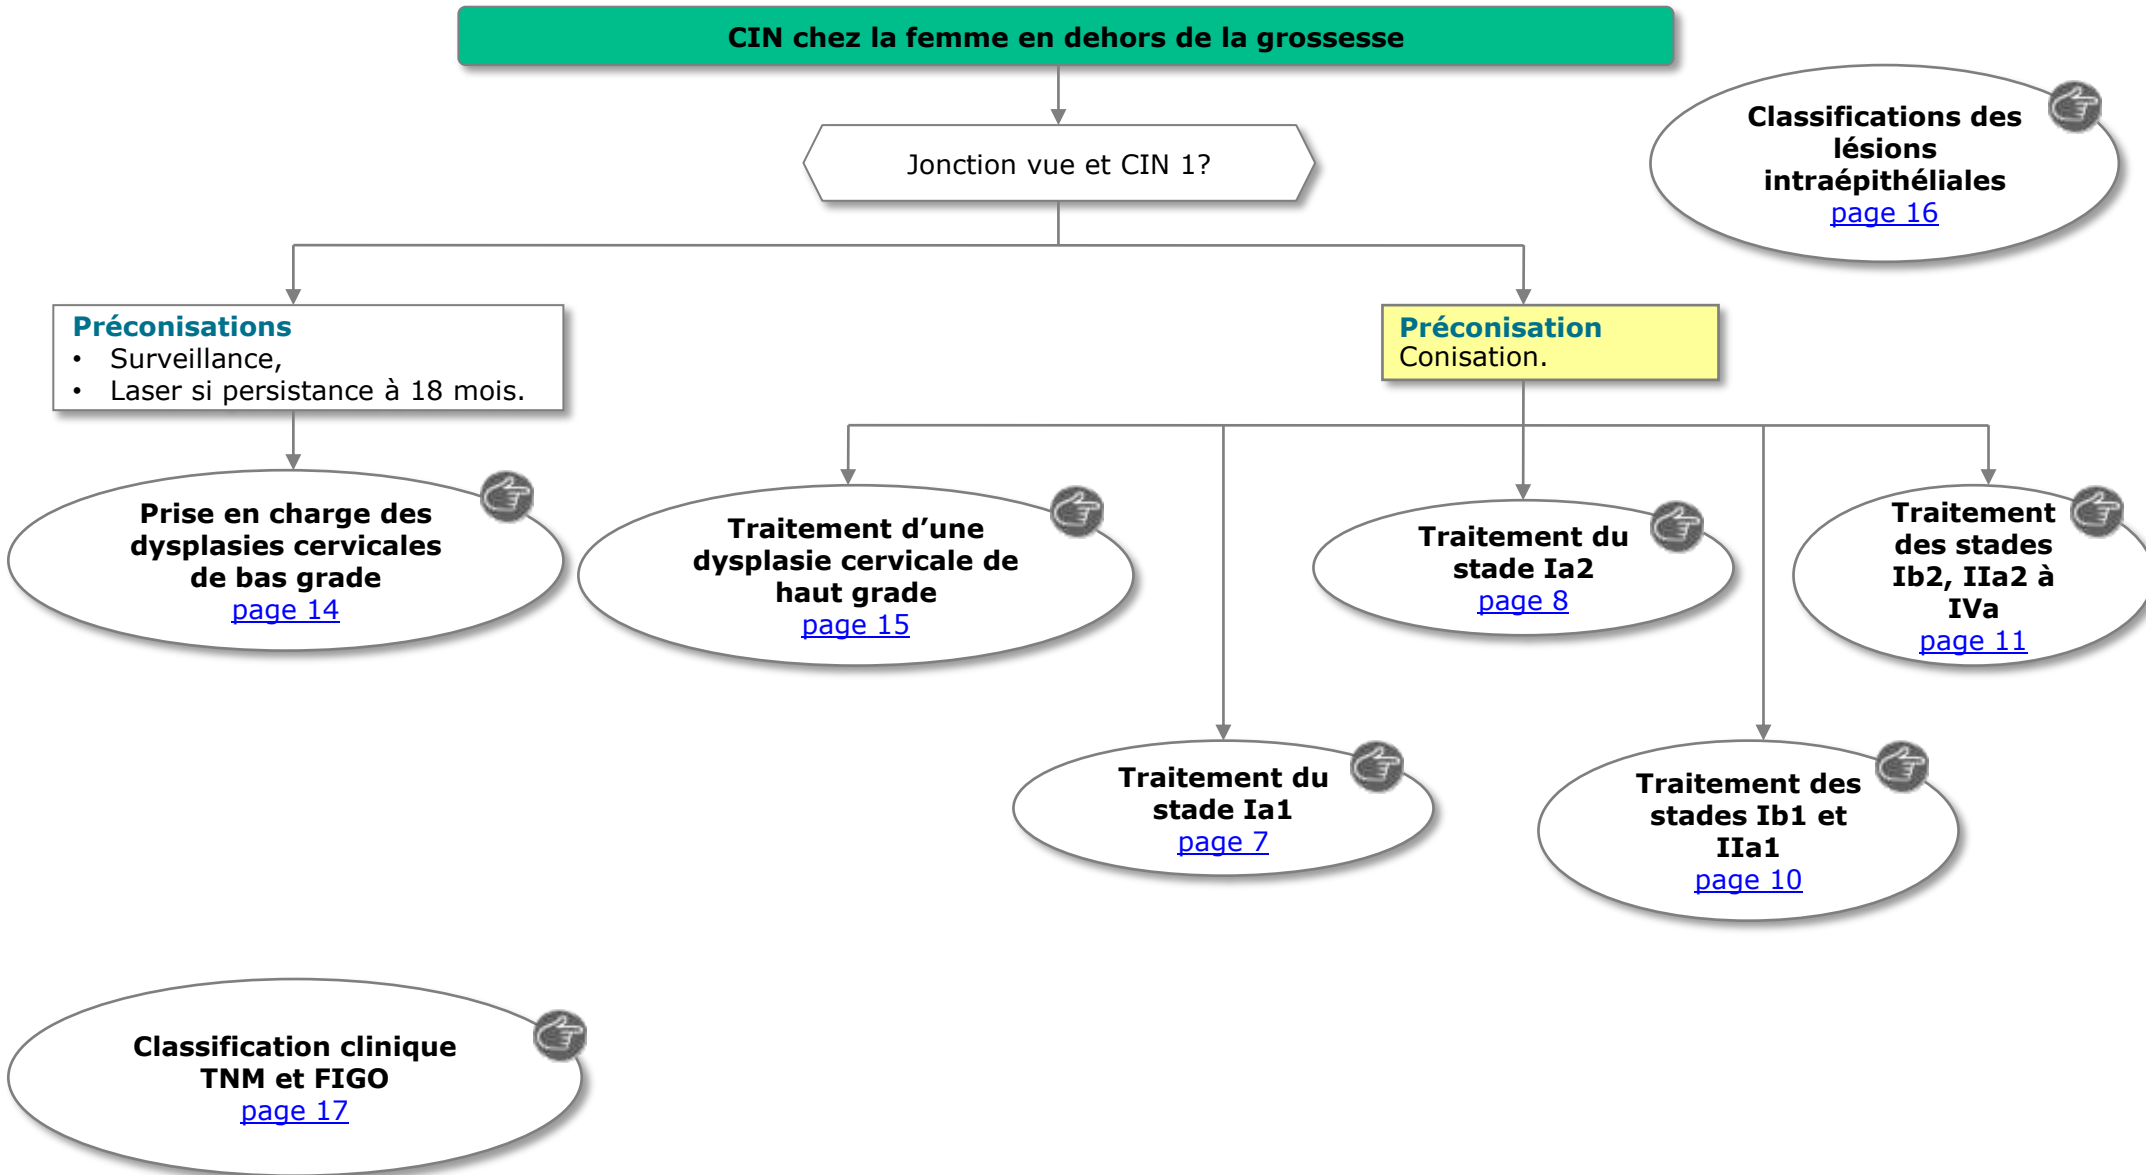 CIN chez la femme en dehors de la grossesse
Classifications des
lésions
intraépithéliales
page 16
Jonction vue et CIN 1?
Préconisations
• Surveillance,
• Laser si persistance à 18 mois.
Préconisation
Conisation.
Prise en charge des
dysplasies cervicales
de bas grade
page 14
Traitement d’une
dysplasie cervicale de
haut grade
page 15
Traitement du
stade Ia2
page 8
Traitement
des stades
Ib2, IIa2 à
IVa
page 11
Traitement du
stade Ia1
page 7
Traitement des
stades Ib1 et
IIa1
page 10
Classification clinique
TNM et FIGO
page 17